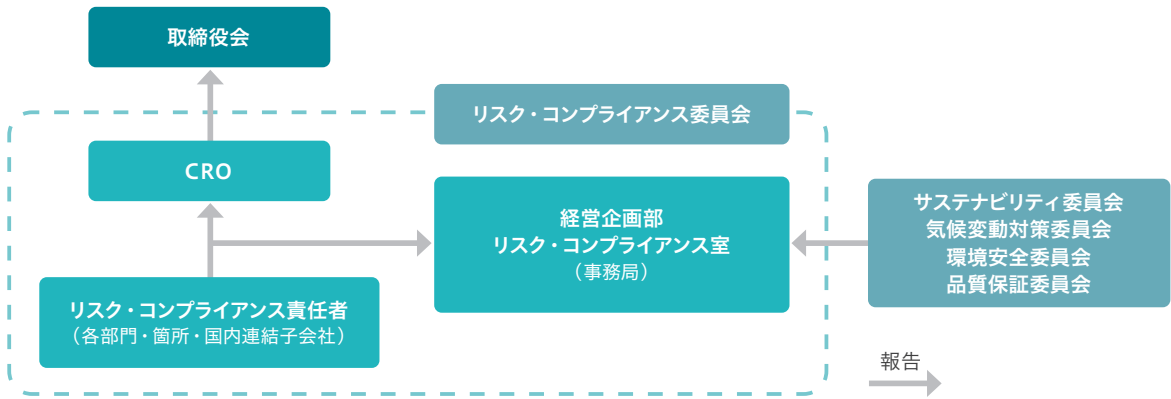 取締役会
リスク・コンプライアンス委員会
CRO
経営企画部
リスク・コンプライアンス室
（事務局）
サステナビリティ委員会
気候変動対策委員会
環境安全委員会
品質保証委員会
リスク・コンプライアンス責任者
（各部門・箇所・国内連結子会社）
報告